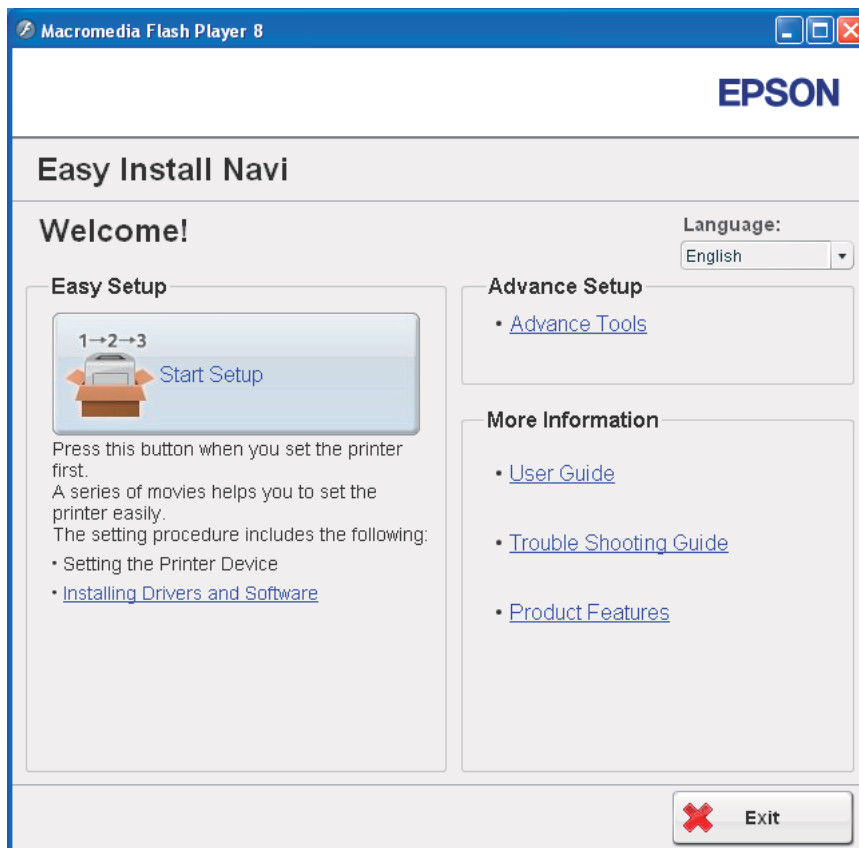 Macromedia Flash Player 8
EPSON
Easy Install Navi
Welcome!
Language:
English
Easy Setup
1→2→3
Start Setup
Press this button when you set the printer
first.
A series of movies helps you to set the
printer easily.
The setting procedure includes the following:
• Setting the Printer Device
• Installing Drivers and Software
Advance Setup
• Advance Tools
More Information
• User Guide
• Trouble Shooting Guide
• Product Features
Exit